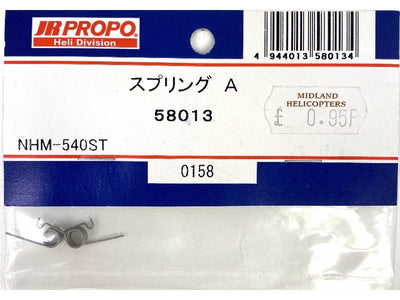 JR PROPO
Heli Division
4 944013 580134
スプリング A
58013
MIDLAND
HELICOPTERS
£ 0.95P
NHM-540ST
0158